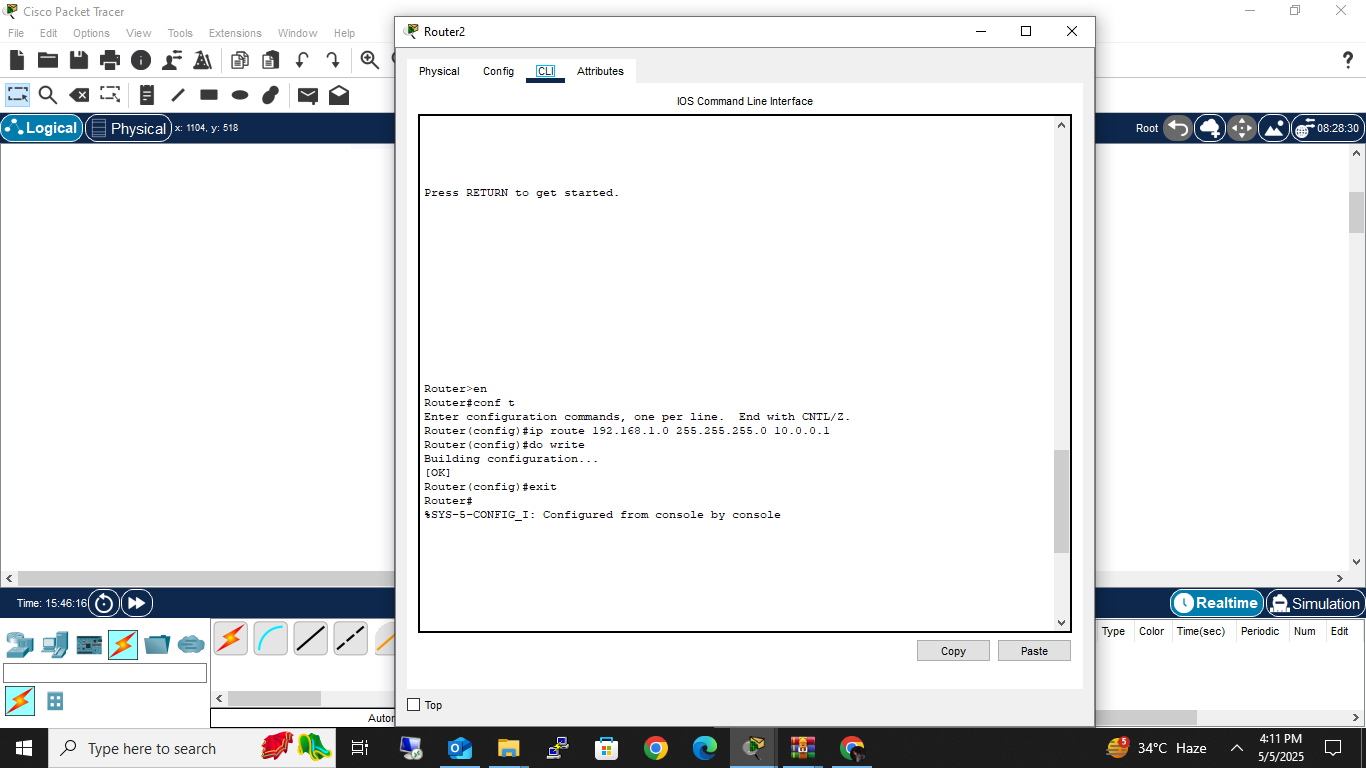 Cisco Packet Tracer
File Edit Options View Tools Extensions Window Help
Router2
Physical Config CLI Attributes
IOS Command Line Interface
?
Logical Physical x: 1104, y: 518
Root 08:28:30
Press RETURN to get started.
Router>en
Router#conf t
Enter configuration commands, one per line.  End with CNTL/Z.
Router(config)#ip route 192.168.1.0 255.255.255.0 10.0.0.1
Router(config)#do write
Building configuration...
[OK]
Router(config)#exit
Router#
%SYS-5-CONFIG_I: Configured from console by console
Copy Paste
Top
Time: 15:46:16
Realtime Simulation
Type Color Time(sec) Periodic Num Edit
Autor
Type here to search
5
34°C Haze
4:11 PM
5/5/2025